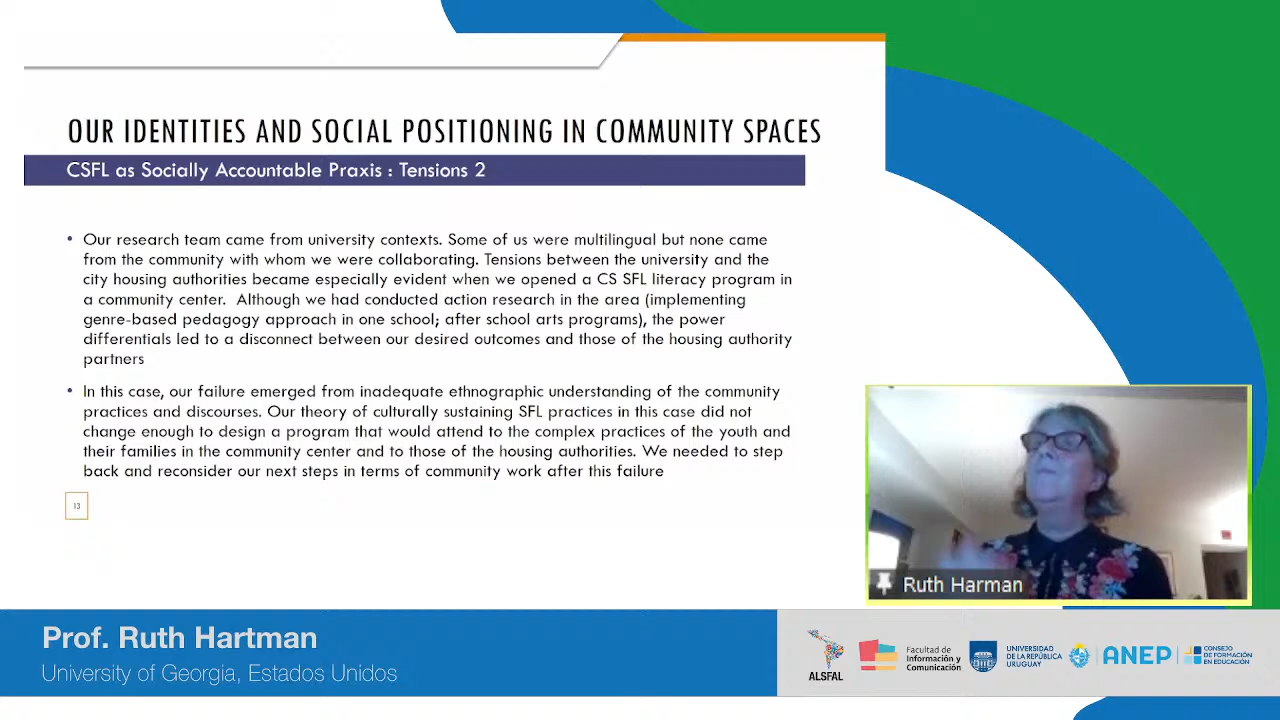 OUR IDENTITIES AND SOCIAL POSITIONING IN COMMUNITY SPACES
CSFL as Socially Accountable Praxis : Tensions 2
• Our research team came from university contexts. Some of us were multilingual but none came
from the community with whom we were collaborating. Tensions between the university and the
city housing authorities became especially evident when we opened a CS SFL literacy program in
a community center. Although we had conducted action research in the area (implementing
genre-based pedagogy approach in one school; after school arts programs), the power
differentials led to a disconnect between our desired outcomes and those of the housing authority
partners
• In this case, our failure emerged from inadequate ethnographic understanding of the community
practices and discourses. Our theory of culturally sustaining SFL practices in this case did not
change enough to design a program that would attend to the complex practices of the youth and
their families in the community center and to those of the housing authorities. We needed to step
back and reconsider our next steps in terms of community work after this failure
13
Ruth Harman
Prof. Ruth Hartman
University of Georgia, Estados Unidos
ALSFAL
Facultad de
Información y
Comunicación
UNIVERSIDAD
DE LA REPÚBLICA
URUGUAY
ANEP
CONSEJO
DE FORMACIÓN
EN EDUCACIÓN